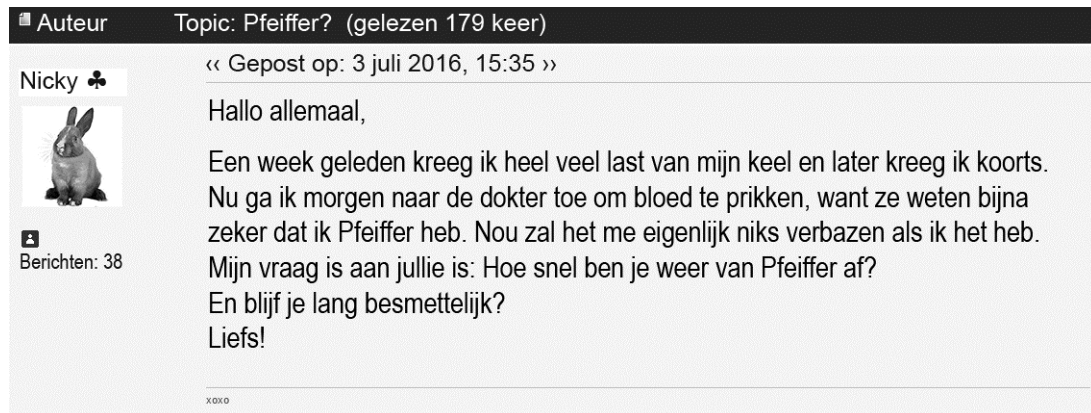 Auteur Topic: Pfeiffer? (gelezen 179 keer)
Nicky ♣
‹‹ Gepost op: 3 juli 2016, 15:35 ››
Hallo allemaal,
Een week geleden kreeg ik heel veel last van mijn keel en later kreeg ik koorts.
Nu ga ik morgen naar de dokter toe om bloed te prikken, want ze weten bijna
zeker dat ik Pfeiffer heb. Nou zal het me eigenlijk niks verbazen als ik het heb.
Mijn vraag is aan jullie is: Hoe snel ben je weer van Pfeiffer af?
En blijf je lang besmettelijk?
Liefs!
Berichten: 38
xoxo